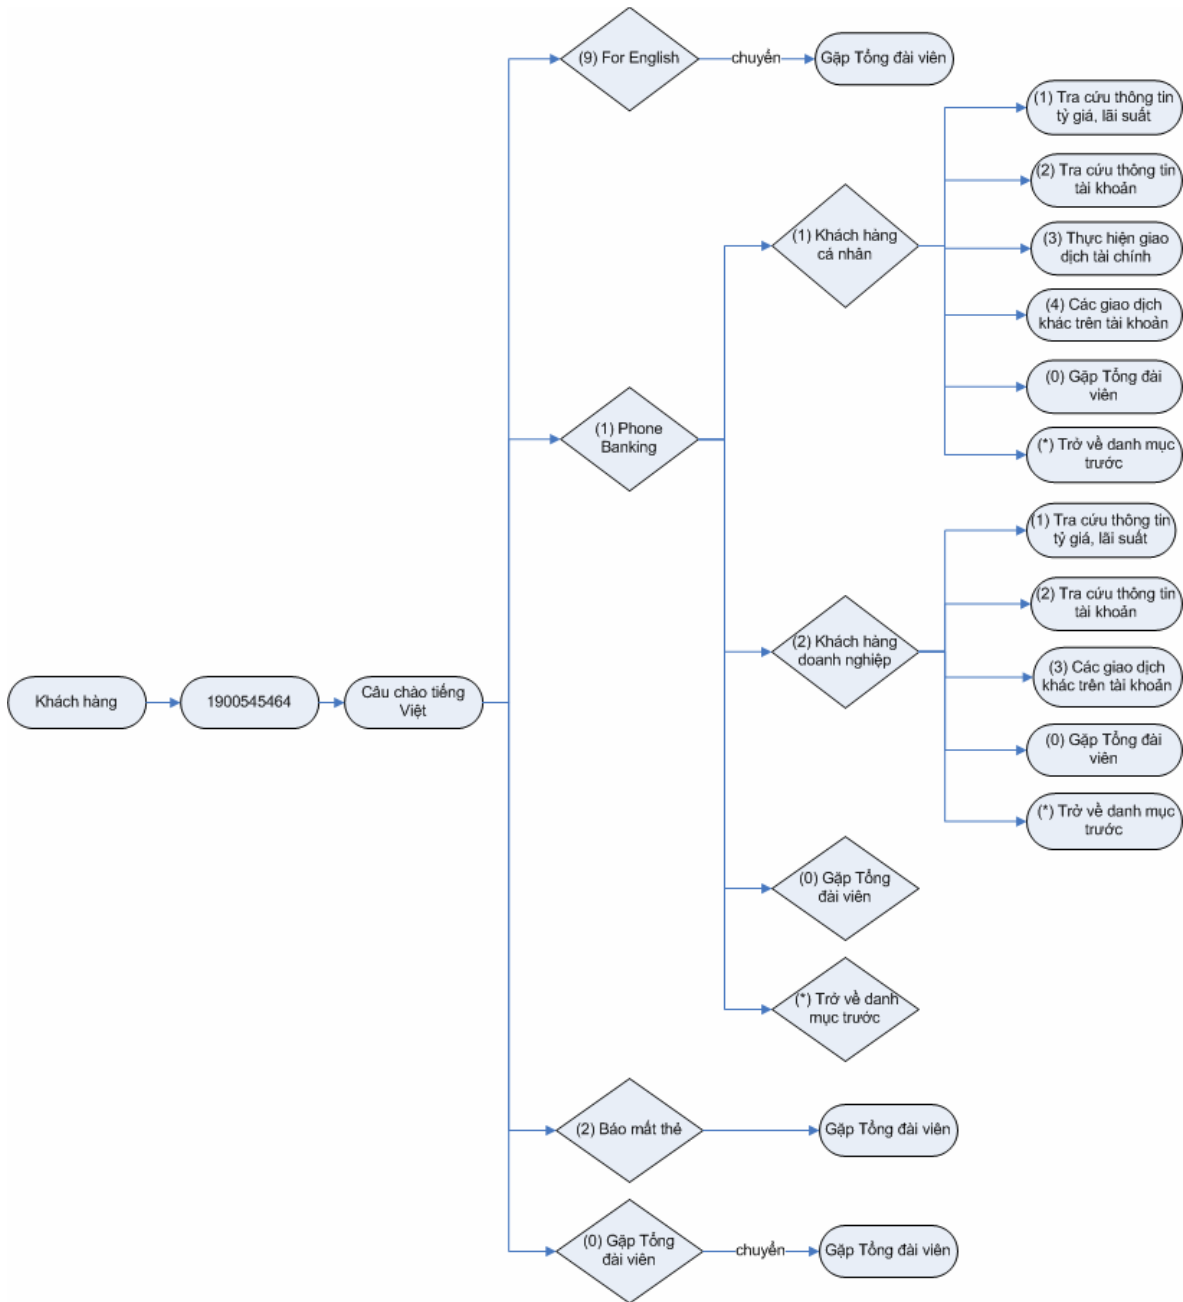 (9) For English
chuyển
Gặp Tổng đài viên
(1) Tra cứu thông tin
tỷ giá, lãi suất
(2) Tra cứu thông tin
tài khoản
(1) Khách hàng
cá nhân
(3) Thực hiện giao
dịch tài chính
(4) Các giao dịch
khác trên tài khoản
(0) Gặp Tổng đài
viên
(1) Phone
Banking
(*) Trở về danh mục
trước
(1) Tra cứu thông tin
tỷ giá, lãi suất
(2) Tra cứu thông tin
tài khoản
(2) Khách hàng
doanh nghiệp
(3) Các giao dịch
khác trên tài khoản
Khách hàng
1900545464
Câu chào tiếng
Việt
(0) Gặp Tổng đài
viên
(*) Trở về danh mục
trước
(0) Gặp Tổng
đài viên
(*) Trở về danh
mục trước
(2) Báo mất thẻ
Gặp Tổng đài viên
(0) Gặp Tổng
đài viên
chuyển
Gặp Tổng đài viên